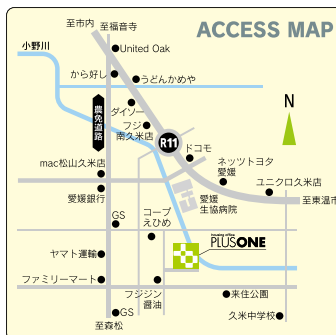 至市内
至福音寺
ACCESS MAP
小野川
United Oak
から好し
うどんかめや
ダイソー
農免道路
フジ
南久米店
R11
N
ドコモ
mac松山久米店
ネッツトヨタ
愛媛
ユニクロ久米店
愛媛銀行
愛媛
生協病院
至東温市
GS
コープ
えひめ
housing office
PLUSONE
ヤマト運輸
ファミリーマート
フジジン
醤油
来住公園
GS
久米中学校
至森松